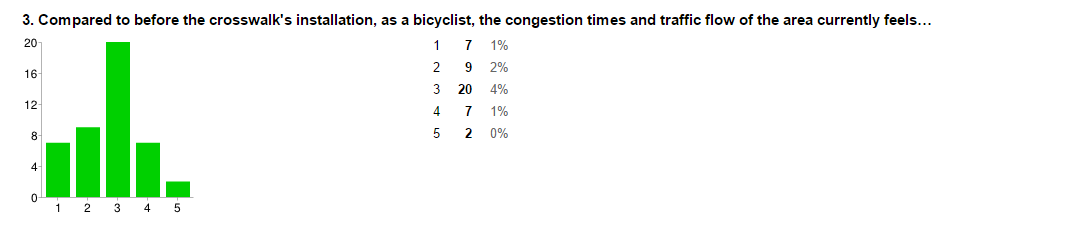 3. Compared to before the crosswalk's installation, as a bicyclist, the congestion times and traffic flow of the area currently feels…
20
16
12
8
4
0
1 2 3 4 5
1 7 1%
2 9 2%
3 20 4%
4 7 1%
5 2 0%